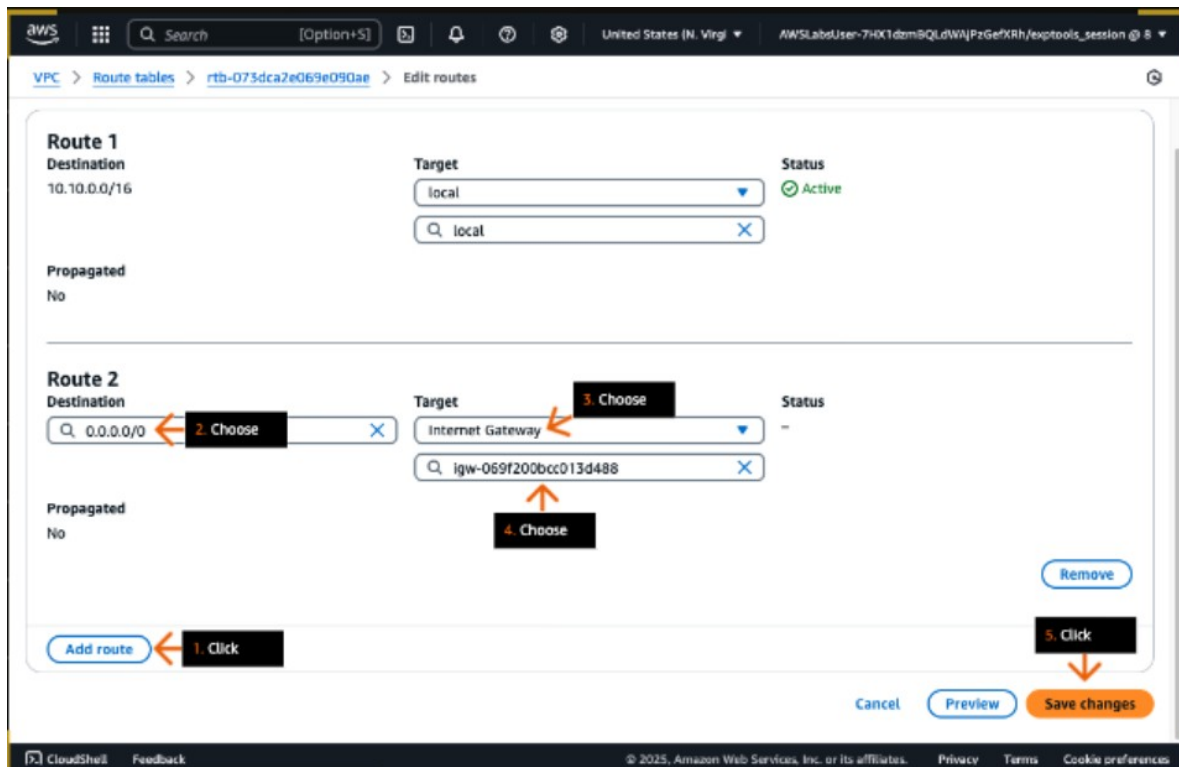 aws
Search [Option+S]
United States (N. Virgi
AWSLabsUser-7HX1dzmBQLdWAjPzGefXRh/exptools_session @ 8
VPC > Route tables > rtb-073dca2e069e090ae > Edit routes
Route 1
Destination Target Status
10.10.0.0/16 local Active
local
Propagated
No
Route 2
Destination Target 3. Choose Status
0.0.0.0/0 2. Choose Internet Gateway –
igw-069f200bcc013d488
Propagated
No 4. Choose
Remove
Add route 1. Click 5. Click
Cancel Preview Save changes
CloudShell Feedback © 2025, Amazon Web Services, Inc. or its affiliates. Privacy Terms Cookie preferences